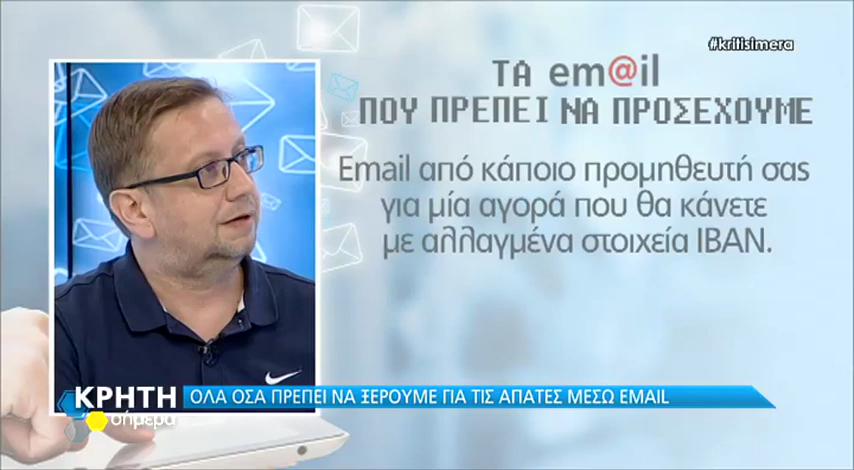 #kritisimera
ΤΑ em@il
ΠΟΥ ΠΡΕΠΕΙ ΝΑ ΠΡΟΣΕΧΟΥΜΕ
Email από κάποιο προμηθευτή σας
για μία αγορά που θα κάνετε
με αλλαγμένα στοιχεία IBAN.
ΚΡΗΤΗ
σήμερα
ΟΛΑ ΟΣΑ ΠΡΕΠΕΙ ΝΑ ΞΕΡΟΥΜΕ ΓΙΑ ΤΙΣ ΑΠΑΤΕΣ ΜΕΣΩ EMAIL